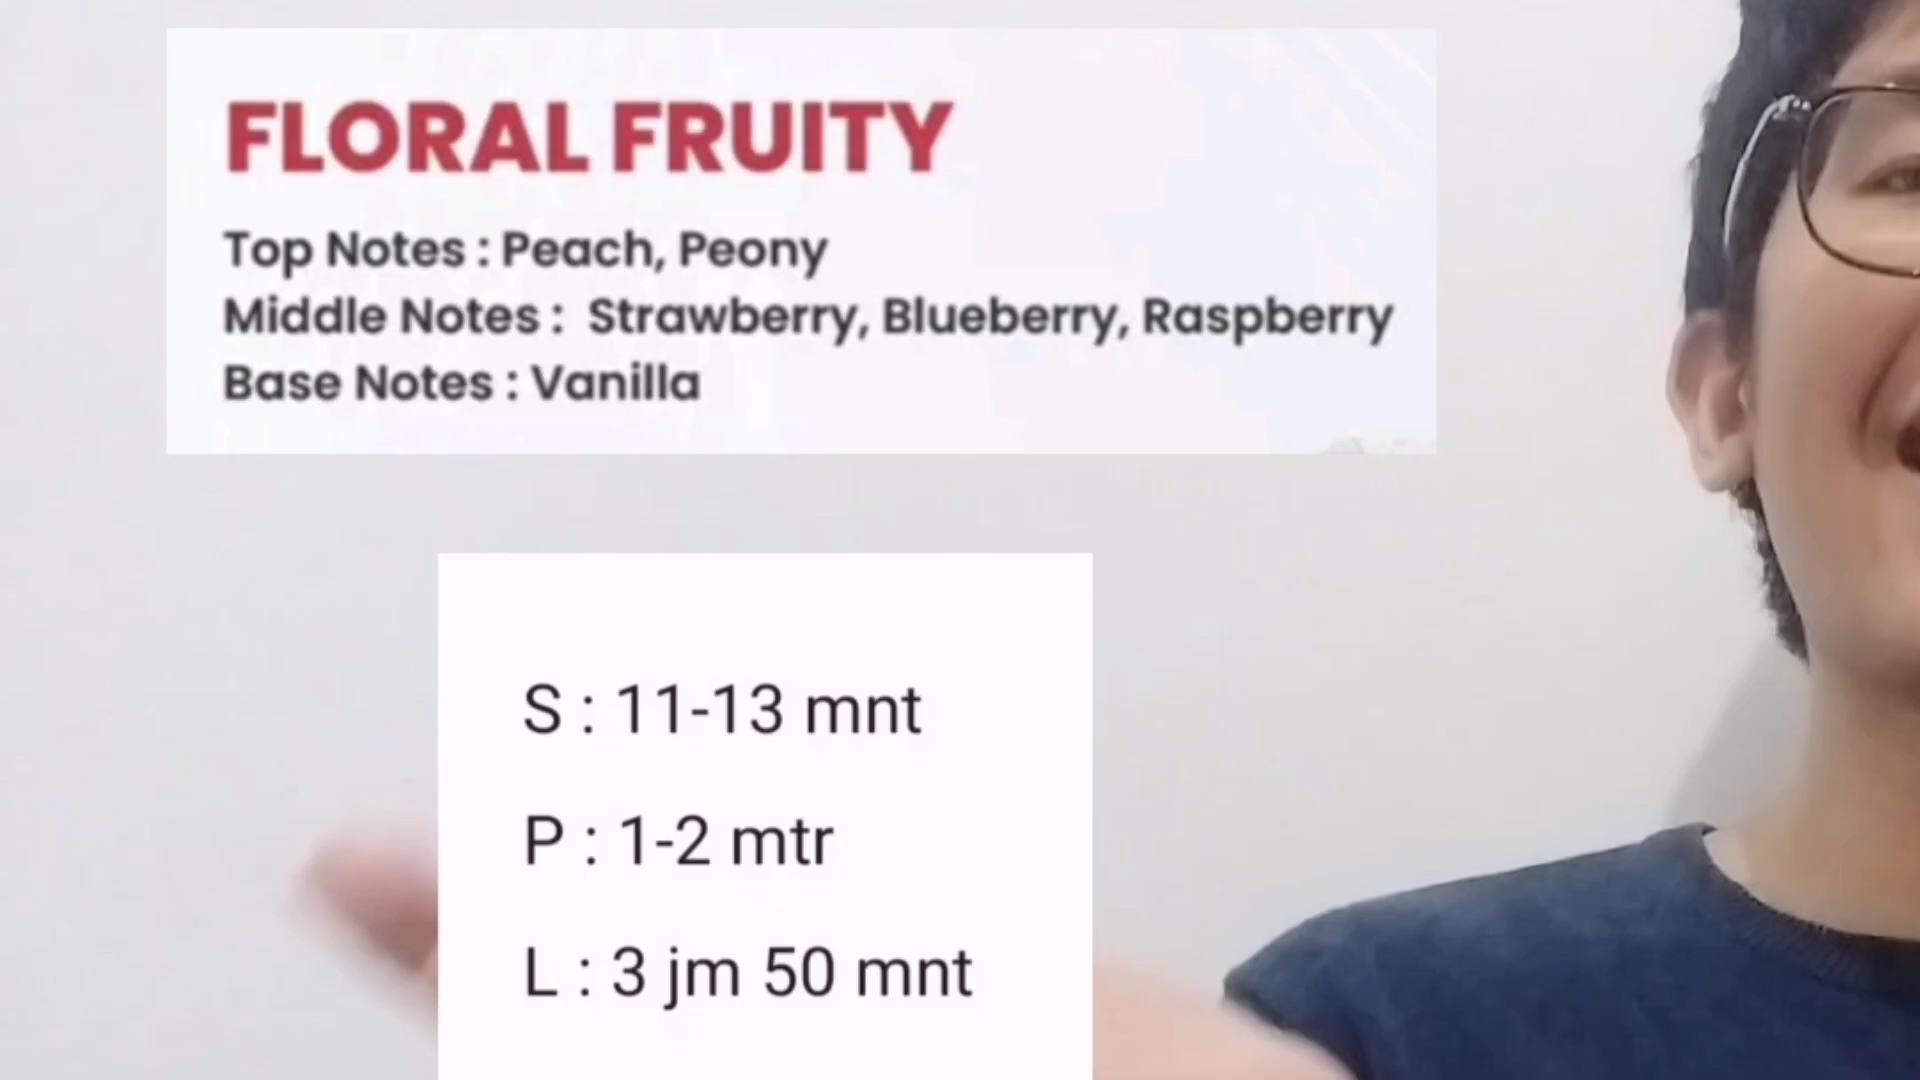 FLORAL FRUITY
Top Notes : Peach, Peony
Middle Notes : Strawberry, Blueberry, Raspberry
Base Notes : Vanilla
S : 11-13 mnt
P : 1-2 mtr
L : 3 jm 50 mnt